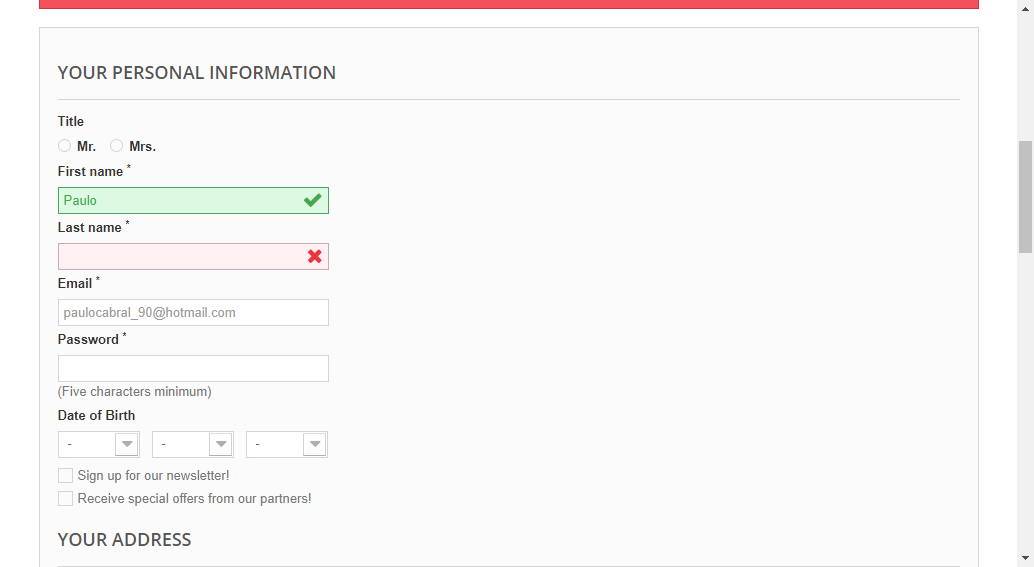 YOUR PERSONAL INFORMATION
Title
Mr. Mrs.
First name *
Paulo
Last name *
Email *
paulocabral_90@hotmail.com
Password *
(Five characters minimum)
Date of Birth
- - -
Sign up for our newsletter!
Receive special offers from our partners!
YOUR ADDRESS